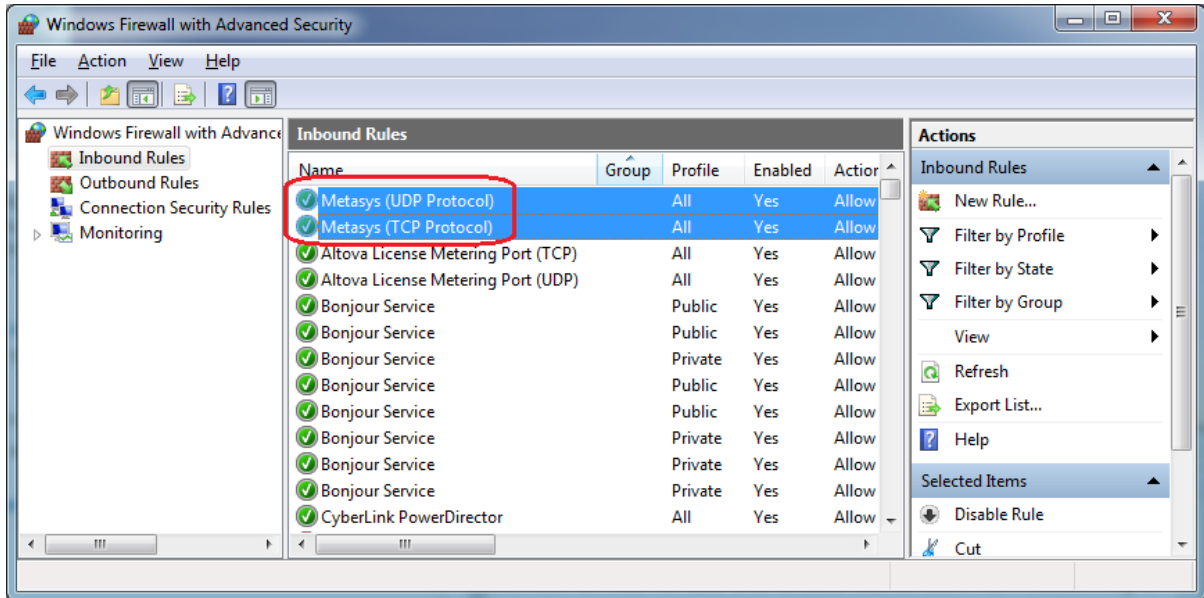 Windows Firewall with Advanced Security
File Action View Help
Windows Firewall with Advance
Inbound Rules
Outbound Rules
Connection Security Rules
Monitoring
Inbound Rules
Name Group Profile Enabled Action
Metasys (UDP Protocol) All Yes Allow
Metasys (TCP Protocol) All Yes Allow
Altova License Metering Port (TCP) All Yes Allow
Altova License Metering Port (UDP) All Yes Allow
Bonjour Service Public Yes Allow
Bonjour Service Public Yes Allow
Bonjour Service Private Yes Allow
Bonjour Service Public Yes Allow
Bonjour Service Public Yes Allow
Bonjour Service Private Yes Allow
Bonjour Service Private Yes Allow
Bonjour Service Private Yes Allow
CyberLink PowerDirector All Yes Allow
Actions
Inbound Rules
New Rule...
Filter by Profile
Filter by State
Filter by Group
View
Refresh
Export List...
Help
Selected Items
Disable Rule
Cut